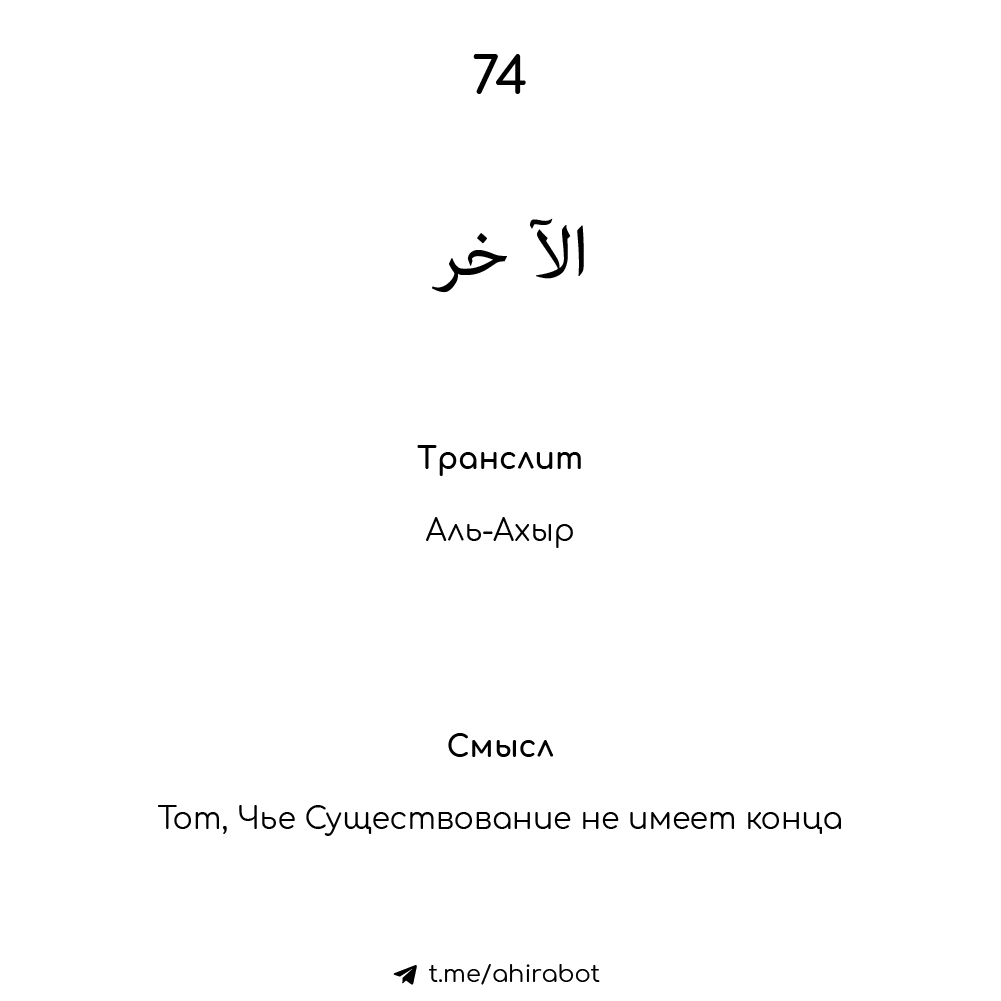 74
الآ خر
Транслит
Аль-Ахыр
Смысл
Тот, Чье Существование не имеет конца
t.me/ahirabot